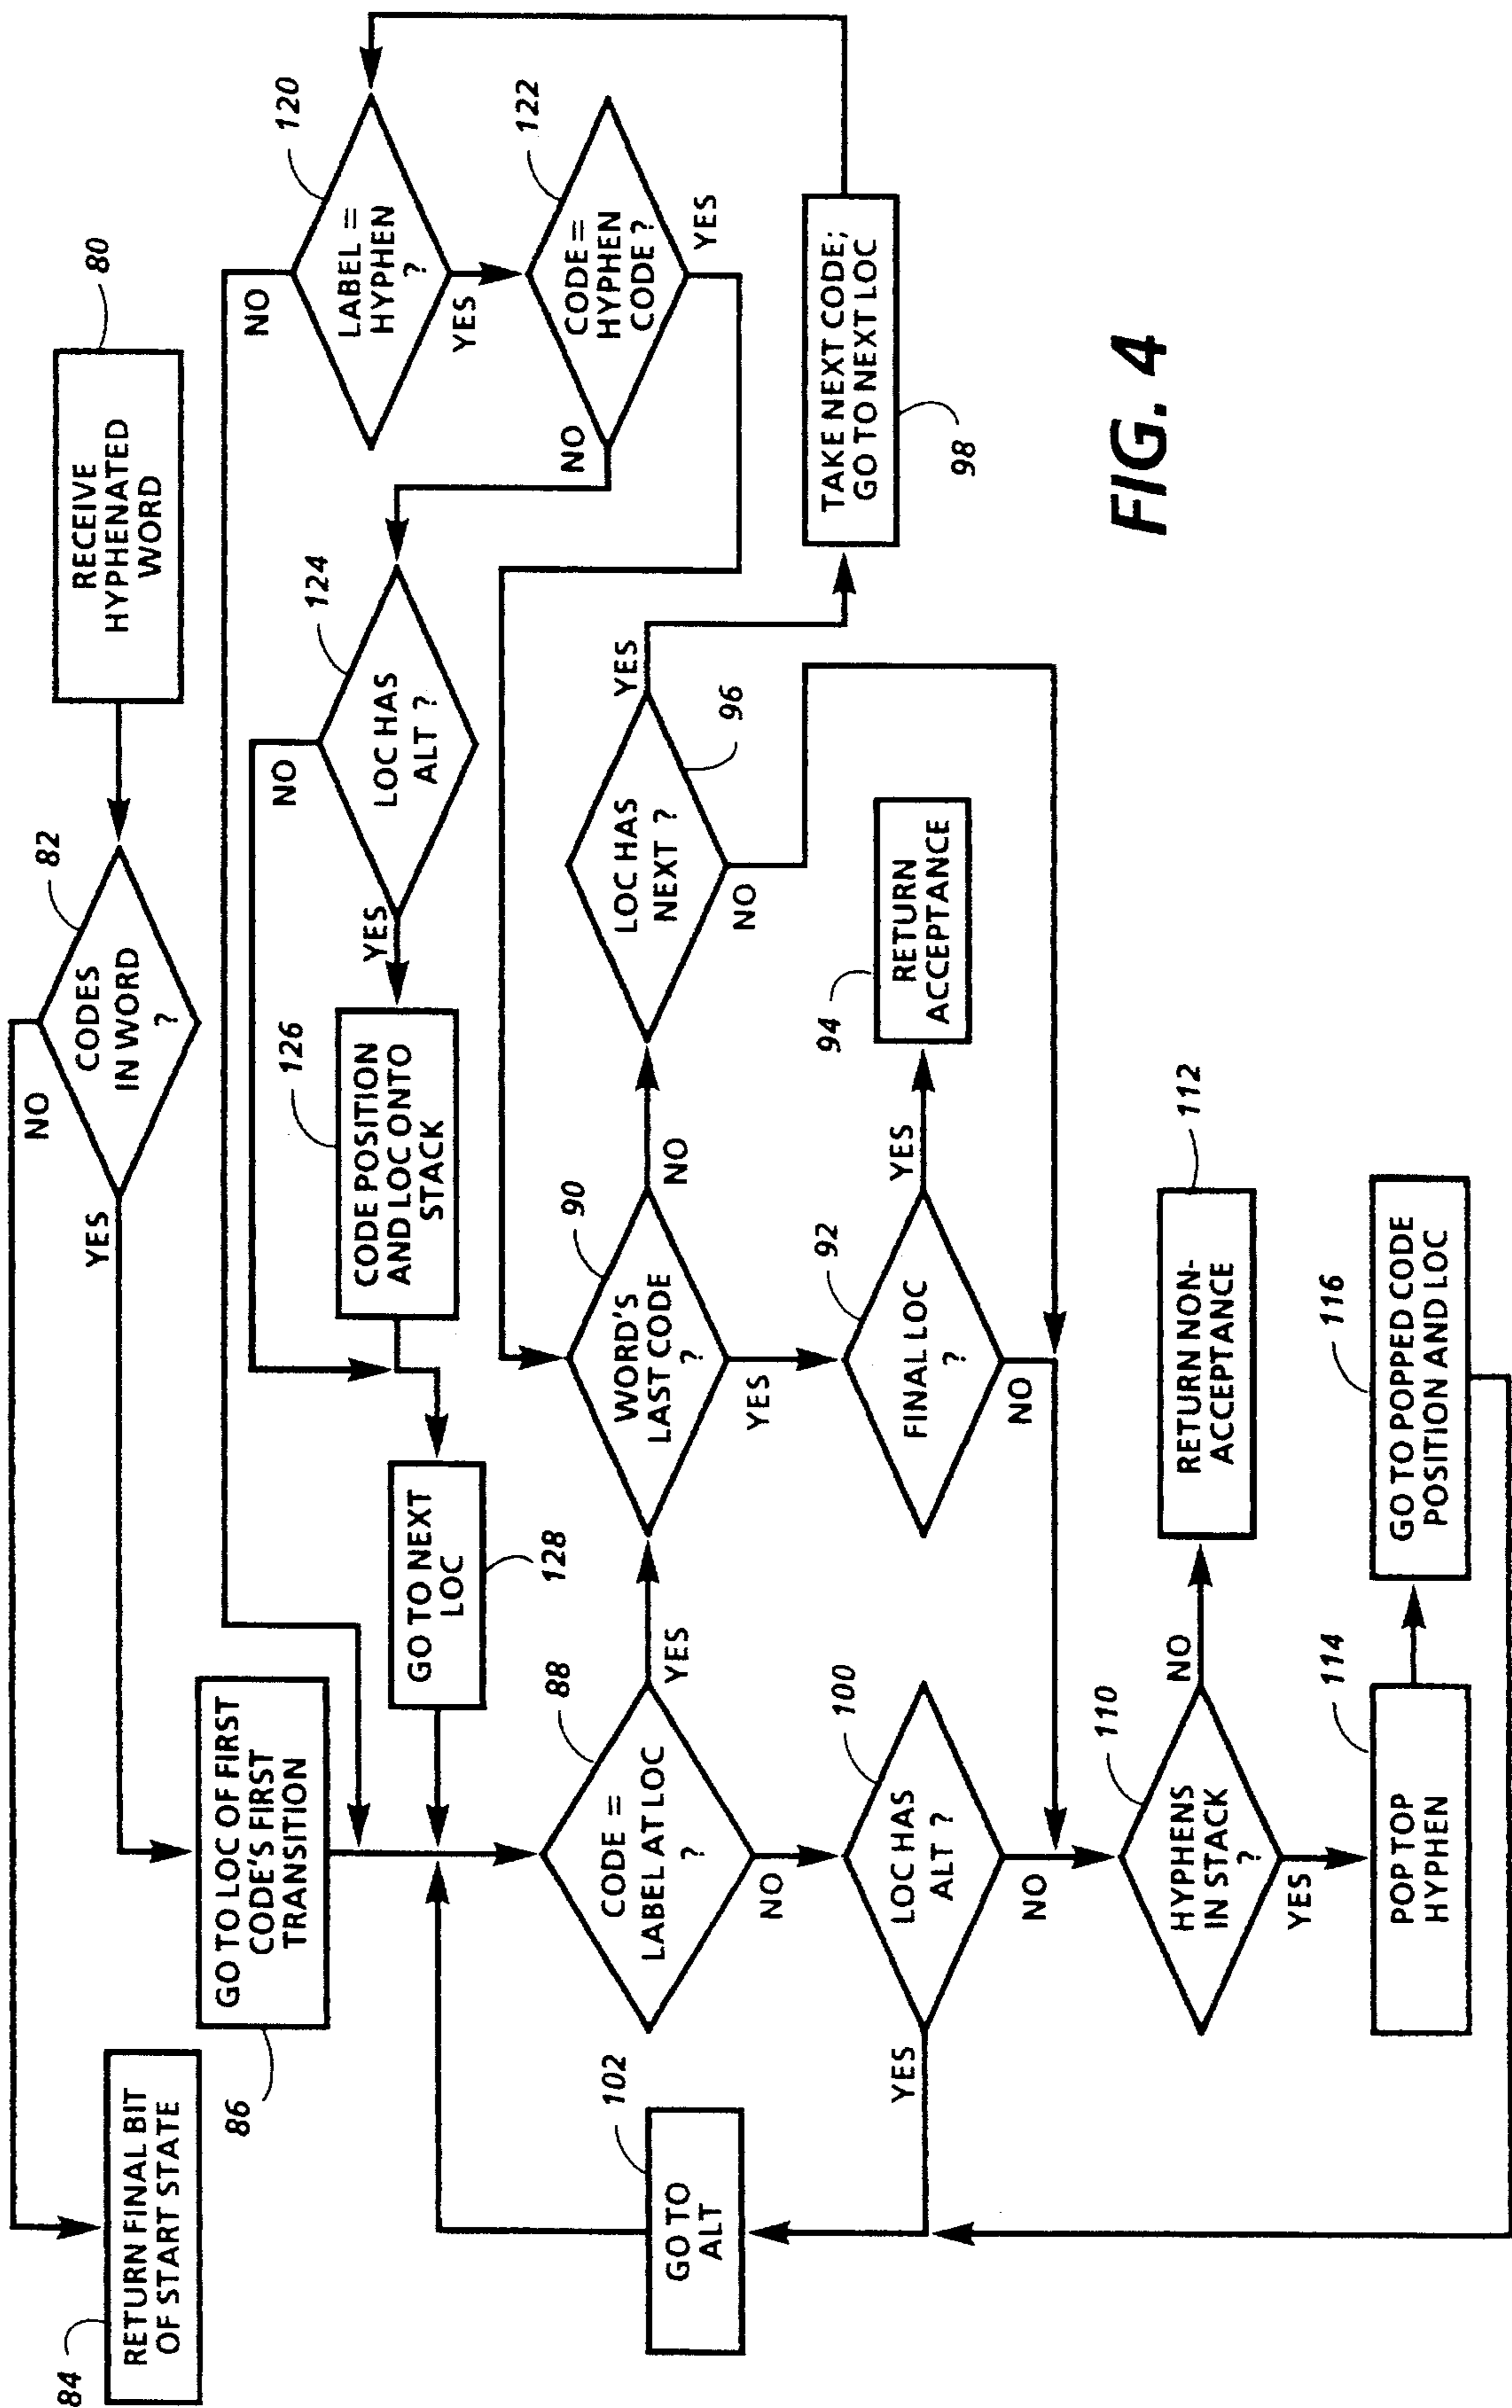 80
RECEIVE
HYPHENATED
WORD
82
CODES
IN WORD
?
NO
YES
84
RETURN FINAL BIT
OF START STATE
86
GO TO LOC OF FIRST
CODE'S FIRST
TRANSITION
120
LABEL =
HYPHEN
?
NO
YES
122
CODE =
HYPHEN
CODE ?
NO
YES
124
LOC HAS
ALT ?
NO
YES
126
CODE POSITION
AND LOC ONTO
STACK
GO TO NEXT
LOC
128
88
CODE =
LABEL AT LOC
?
YES
NO
90
WORD'S
LAST CODE
?
NO
YES
96
LOC HAS
NEXT ?
YES
NO
TAKE NEXT CODE;
GO TO NEXT LOC
98
92
FINAL LOC
?
YES
NO
94
RETURN
ACCEPTANCE
100
LOC HAS
ALT ?
YES
NO
102
GO TO
ALT
110
HYPHENS
IN STACK
?
NO
YES
112
RETURN NON-
ACCEPTANCE
114
POP TOP
HYPHEN
116
GO TO POPPED CODE
POSITION AND LOC
FIG. 4